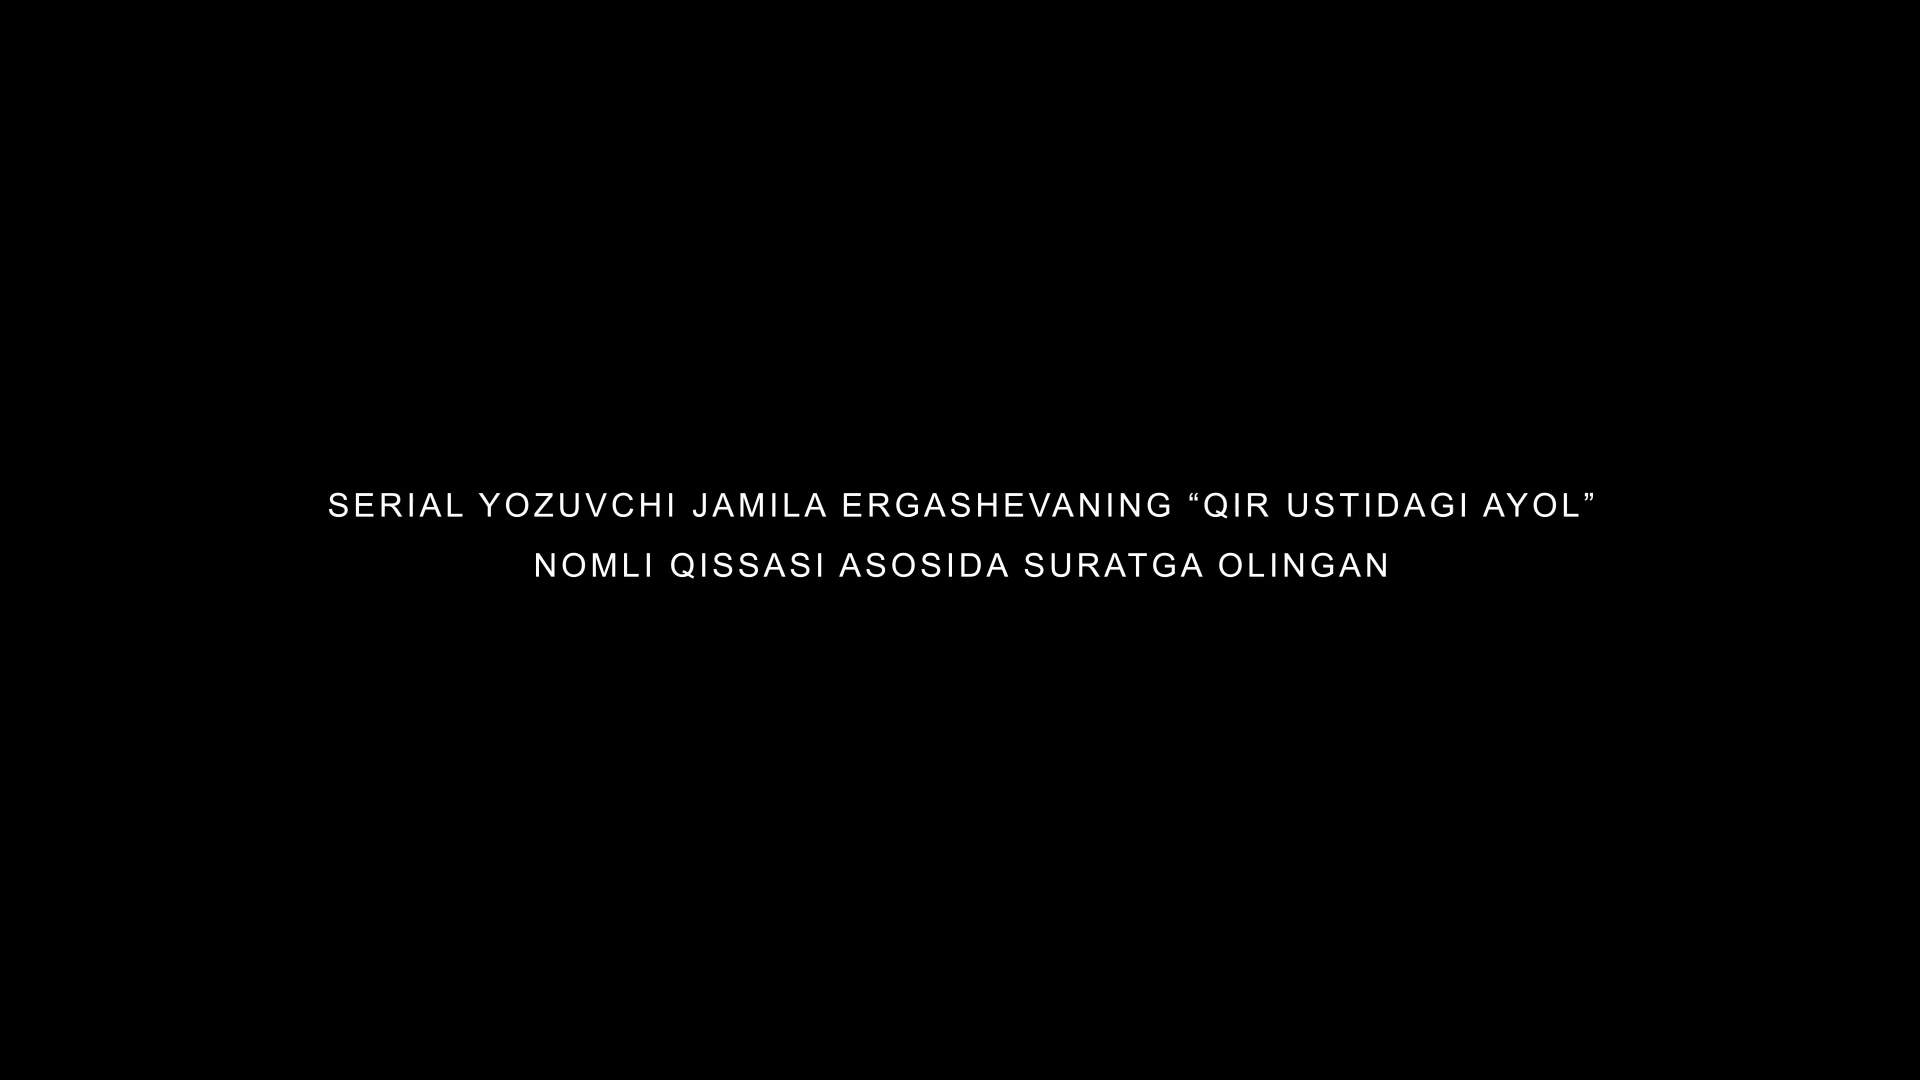 SERIAL YOZUVCHI JAMILA ERGASHEVANING “QIR USTIDAGI AYOL”
NOMLI QISSASI ASOSIDA SURATGA OLINGAN